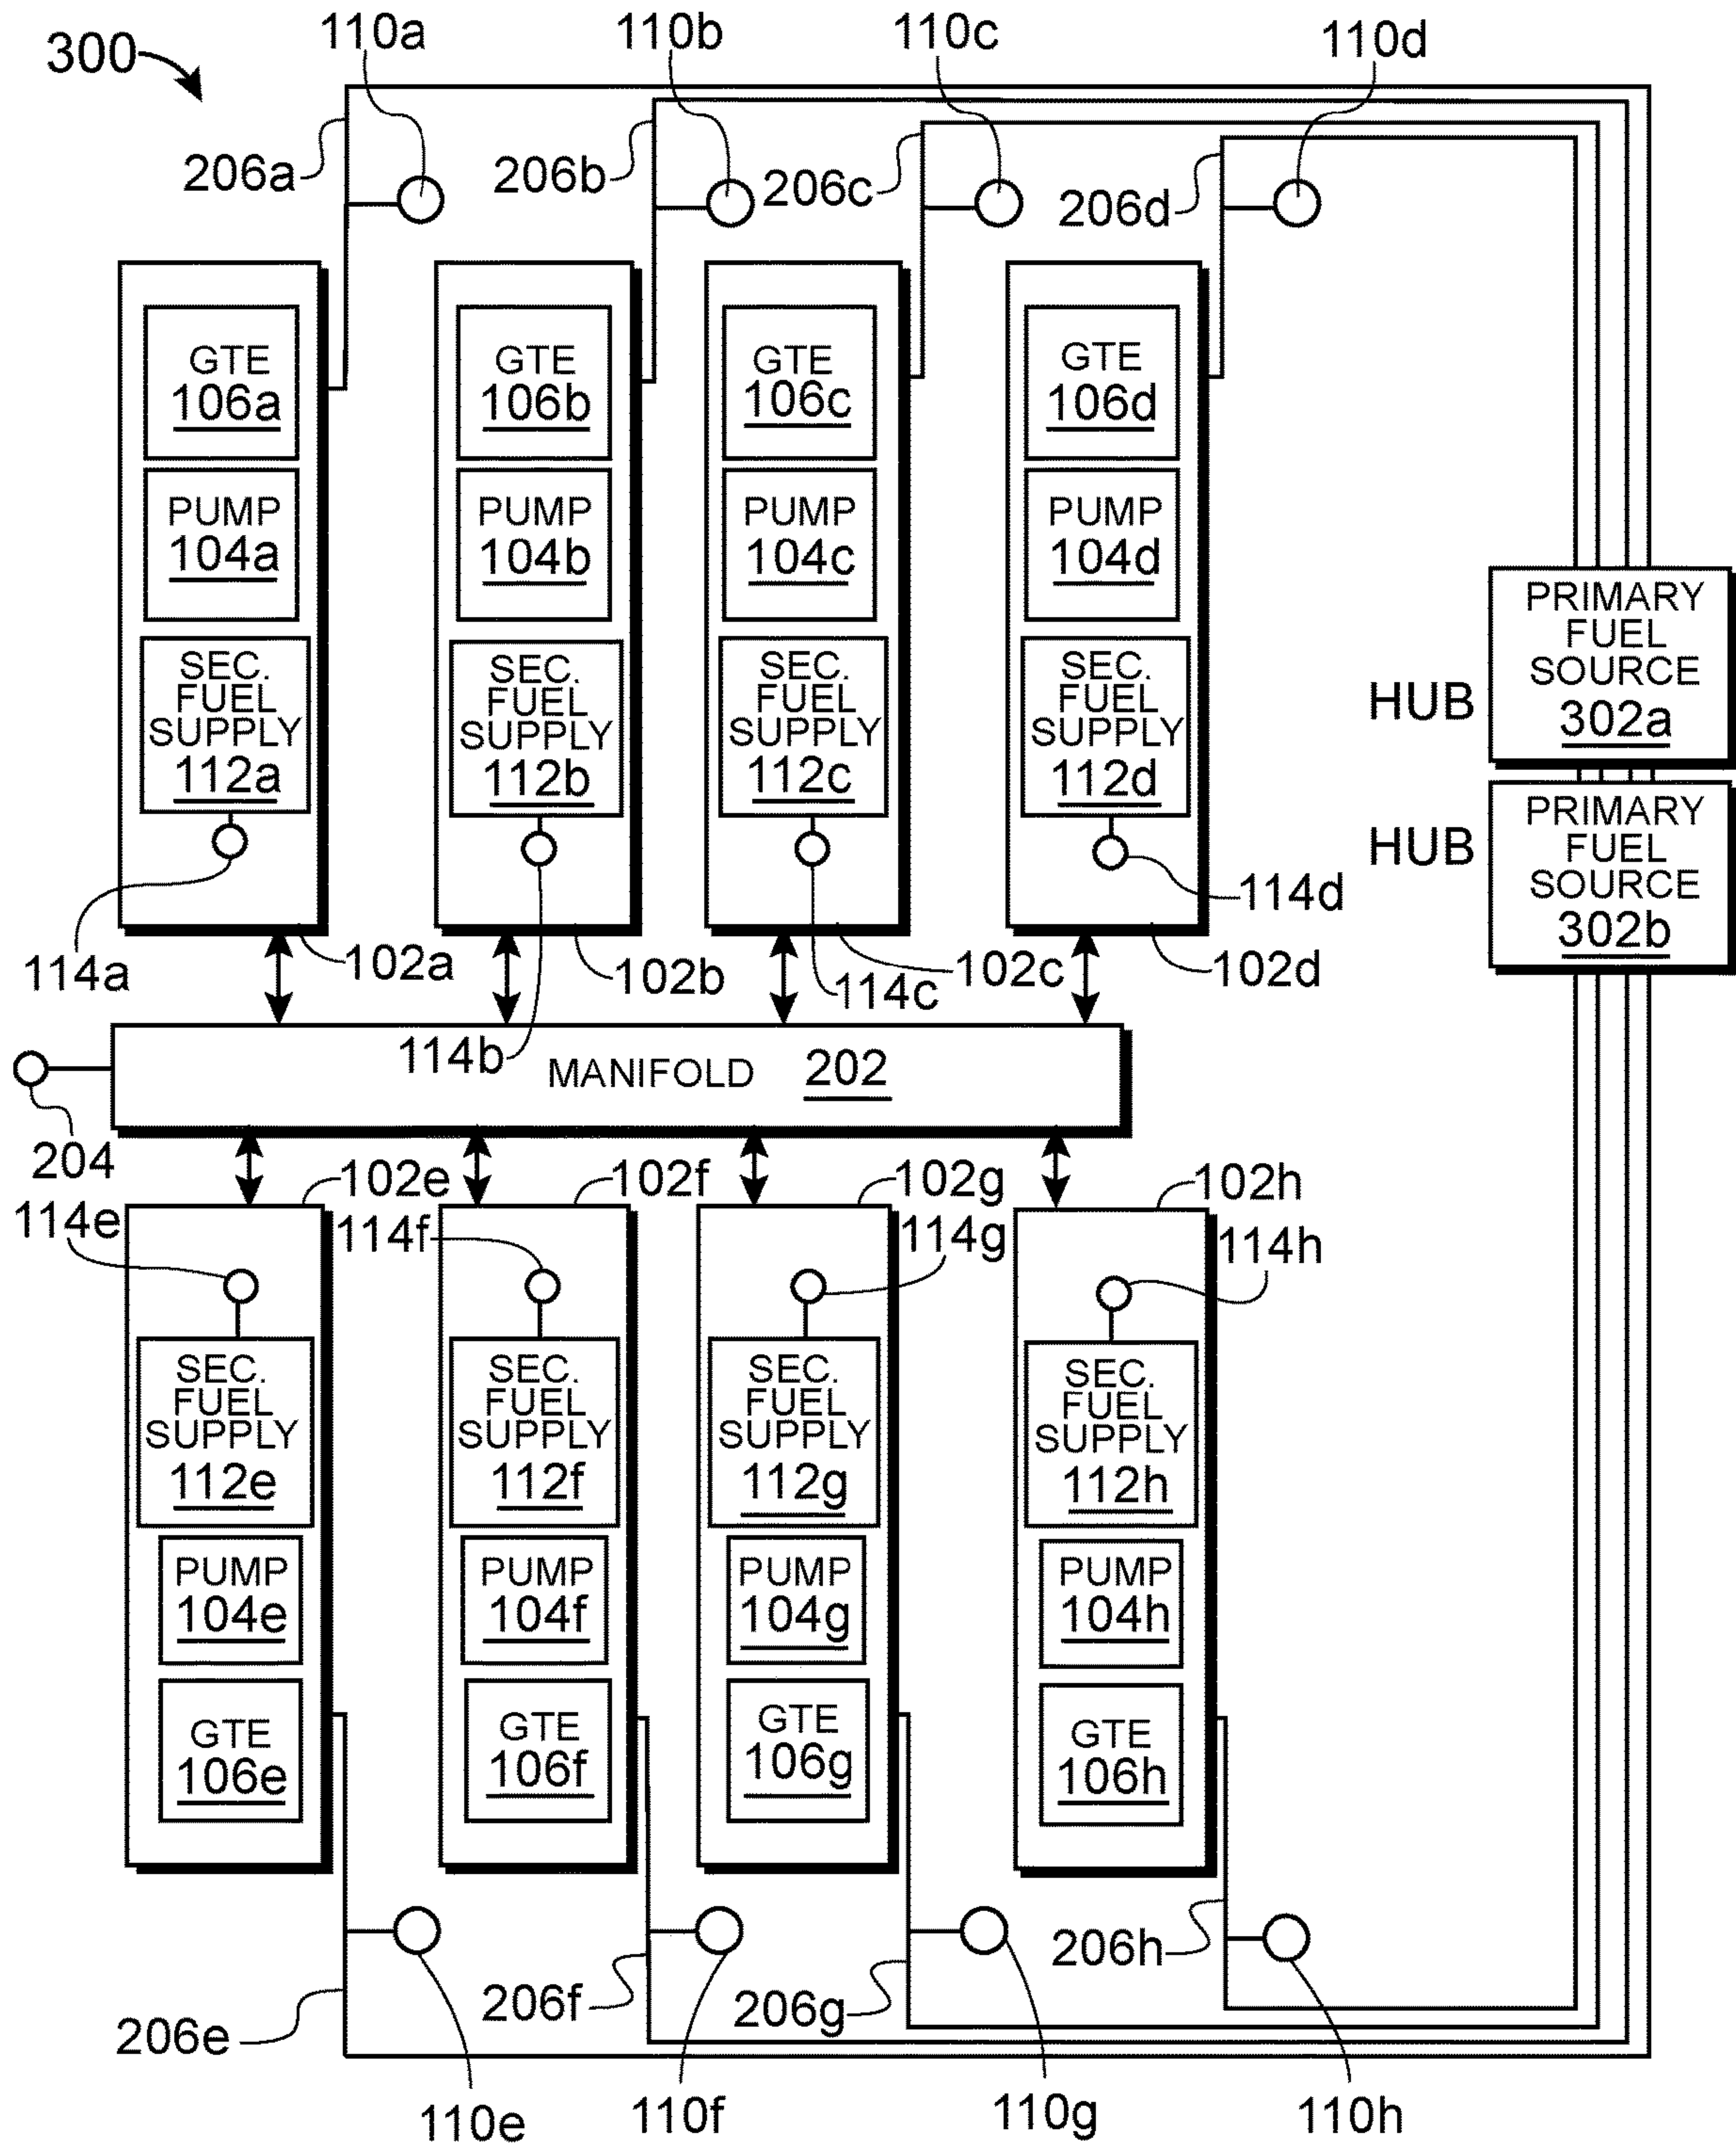 300
110a
110b
110c
110d
206a
206b
206c
206d
GTE
106a
GTE
106b
GTE
106c
GTE
106d
PUMP
104a
PUMP
104b
PUMP
104c
PUMP
104d
SEC.
FUEL
SUPPLY
112a
SEC.
FUEL
SUPPLY
112b
SEC.
FUEL
SUPPLY
112c
SEC.
FUEL
SUPPLY
112d
HUB
PRIMARY
FUEL
SOURCE
302a
HUB
PRIMARY
FUEL
SOURCE
302b
114a
102a
102b
114c
102c
114d
102d
114b
MANIFOLD 202
204
102e
102f
102g
102h
114e
114f
114g
114h
SEC.
FUEL
SUPPLY
112e
SEC.
FUEL
SUPPLY
112f
SEC.
FUEL
SUPPLY
112g
SEC.
FUEL
SUPPLY
112h
PUMP
104e
PUMP
104f
PUMP
104g
PUMP
104h
GTE
106e
GTE
106f
GTE
106g
GTE
106h
206e
206f
206g
206h
110e
110f
110g
110h